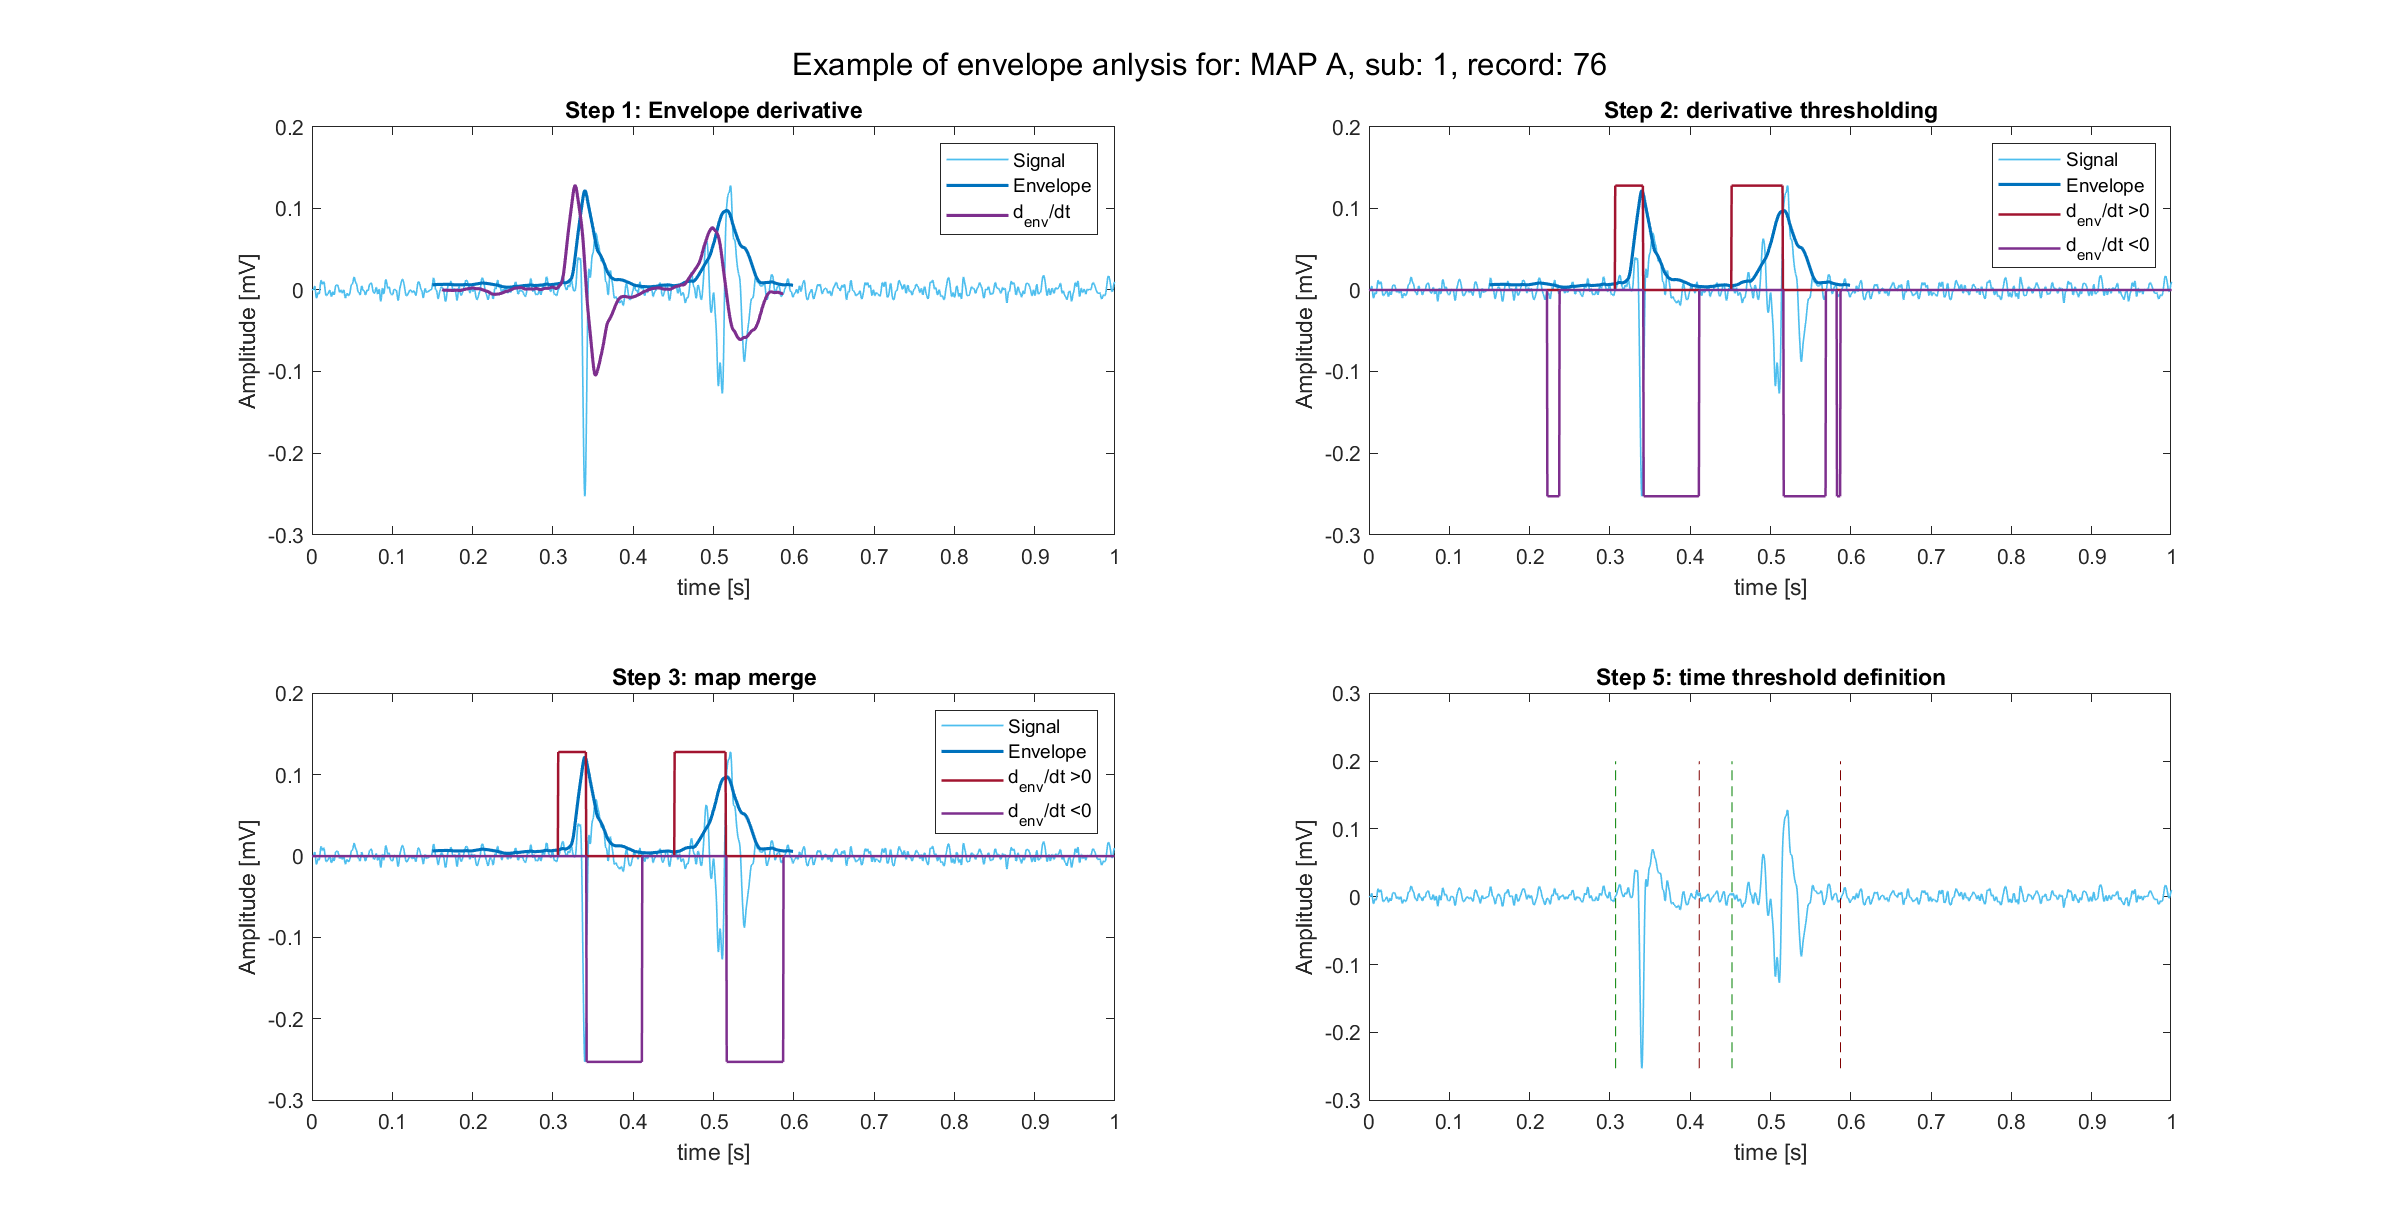 Example of envelope anlysis for: MAP A, sub: 1, record: 76
Step 1: Envelope derivative
0.2
0.1
0
-0.1
-0.2
-0.3
Amplitude [mV]
Signal
Envelope
denv/dt
0 0.1 0.2 0.3 0.4 0.5 0.6 0.7 0.8 0.9 1
time [s]
Step 2: derivative thresholding
0.2
0.1
0
-0.1
-0.2
-0.3
Amplitude [mV]
Signal
Envelope
denv/dt >0
denv/dt <0
0 0.1 0.2 0.3 0.4 0.5 0.6 0.7 0.8 0.9 1
time [s]
Step 3: map merge
0.2
0.1
0
-0.1
-0.2
-0.3
Amplitude [mV]
Signal
Envelope
denv/dt >0
denv/dt <0
0 0.1 0.2 0.3 0.4 0.5 0.6 0.7 0.8 0.9 1
time [s]
Step 5: time threshold definition
0.3
0.2
0.1
0
-0.1
-0.2
-0.3
Amplitude [mV]
0 0.1 0.2 0.3 0.4 0.5 0.6 0.7 0.8 0.9 1
time [s]